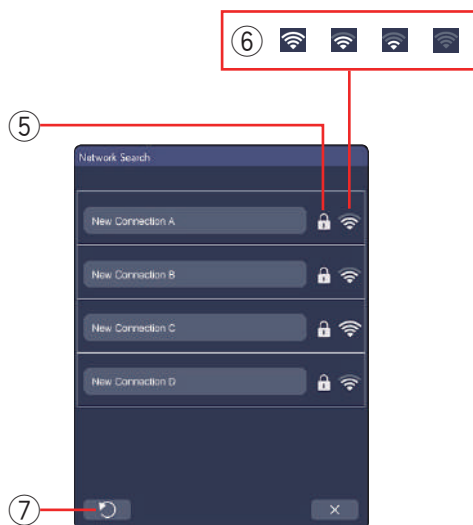 ⑥
⑤
Network Search
New Connection A
New Connection B
New Connection C
New Connection D
⑦